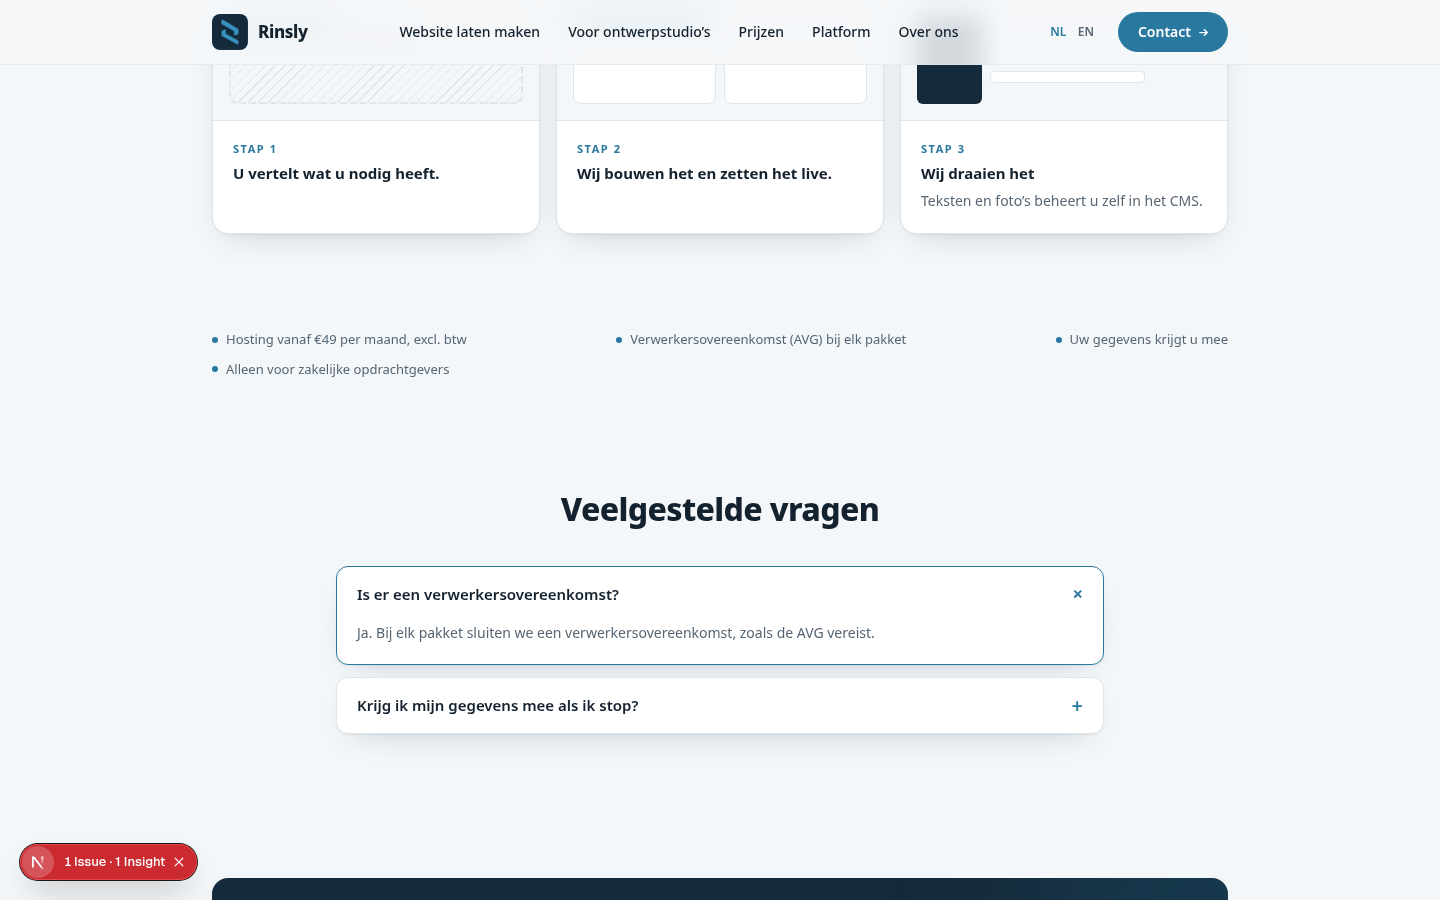 Rinsly
Website laten maken
Voor ontwerpstudio’s
Prijzen
Platform
Over ons
NL · EN
Contact →
STAP 1
U vertelt wat u nodig heeft.
STAP 2
Wij bouwen het en zetten het live.
STAP 3
Wij draaien het
Teksten en foto’s beheert u zelf in het CMS.
Hosting vanaf €49 per maand, excl. btw
Verwerkersovereenkomst (AVG) bij elk pakket
Uw gegevens krijgt u mee
Alleen voor zakelijke opdrachtgevers
Veelgestelde vragen
Is er een verwerkersovereenkomst?
Ja. Bij elk pakket sluiten we een verwerkersovereenkomst, zoals de AVG vereist.
Krijg ik mijn gegevens mee als ik stop?
1 Issue · 1 Insight